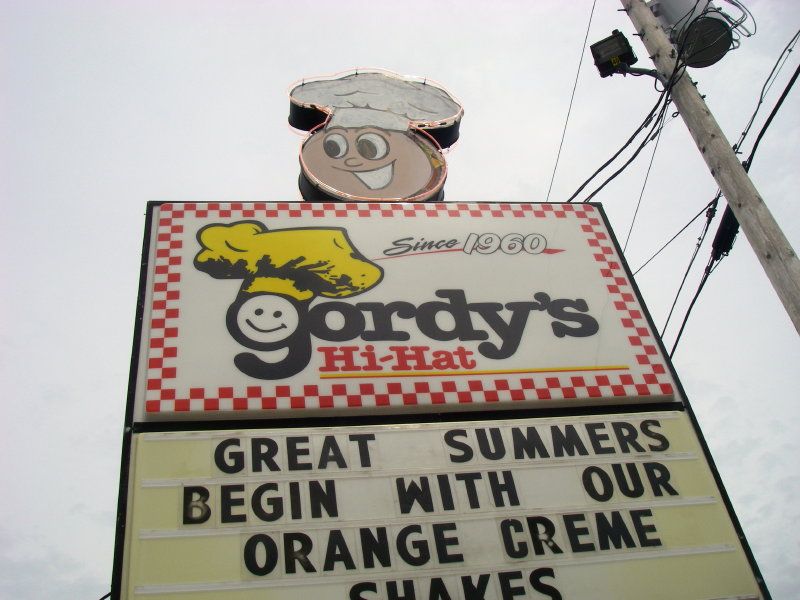 Since 1960
gordy's
Hi-Hat
GREAT SUMMERS
BEGIN WITH OUR
ORANGE CREME
SHAKES